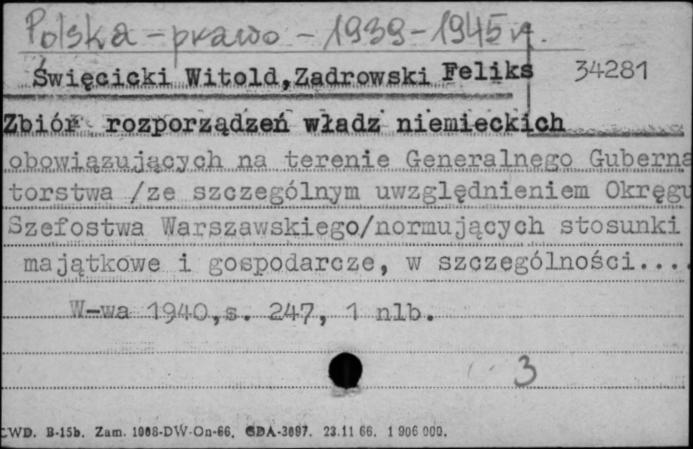 Polska - prawo - 1939-1945 r.
Święcicki Witold,Zadrowski Feliks 34281
Zbiór rozporządzeń władz niemieckich
obowiązujących na terenie Generalnego Guberna
torstwa /ze szczególnym uwzględnieniem Okręgu
Szefostwa Warszawskiego/normujących stosunki
majątkowe i gospodarcze, w szczególności....
W-wa 1940,s. 247, 1 nlb.
3
CWD. B-15b. Zam. 1068-DW-On-66. GDA-3697. 23.11 66. 1 906 000.